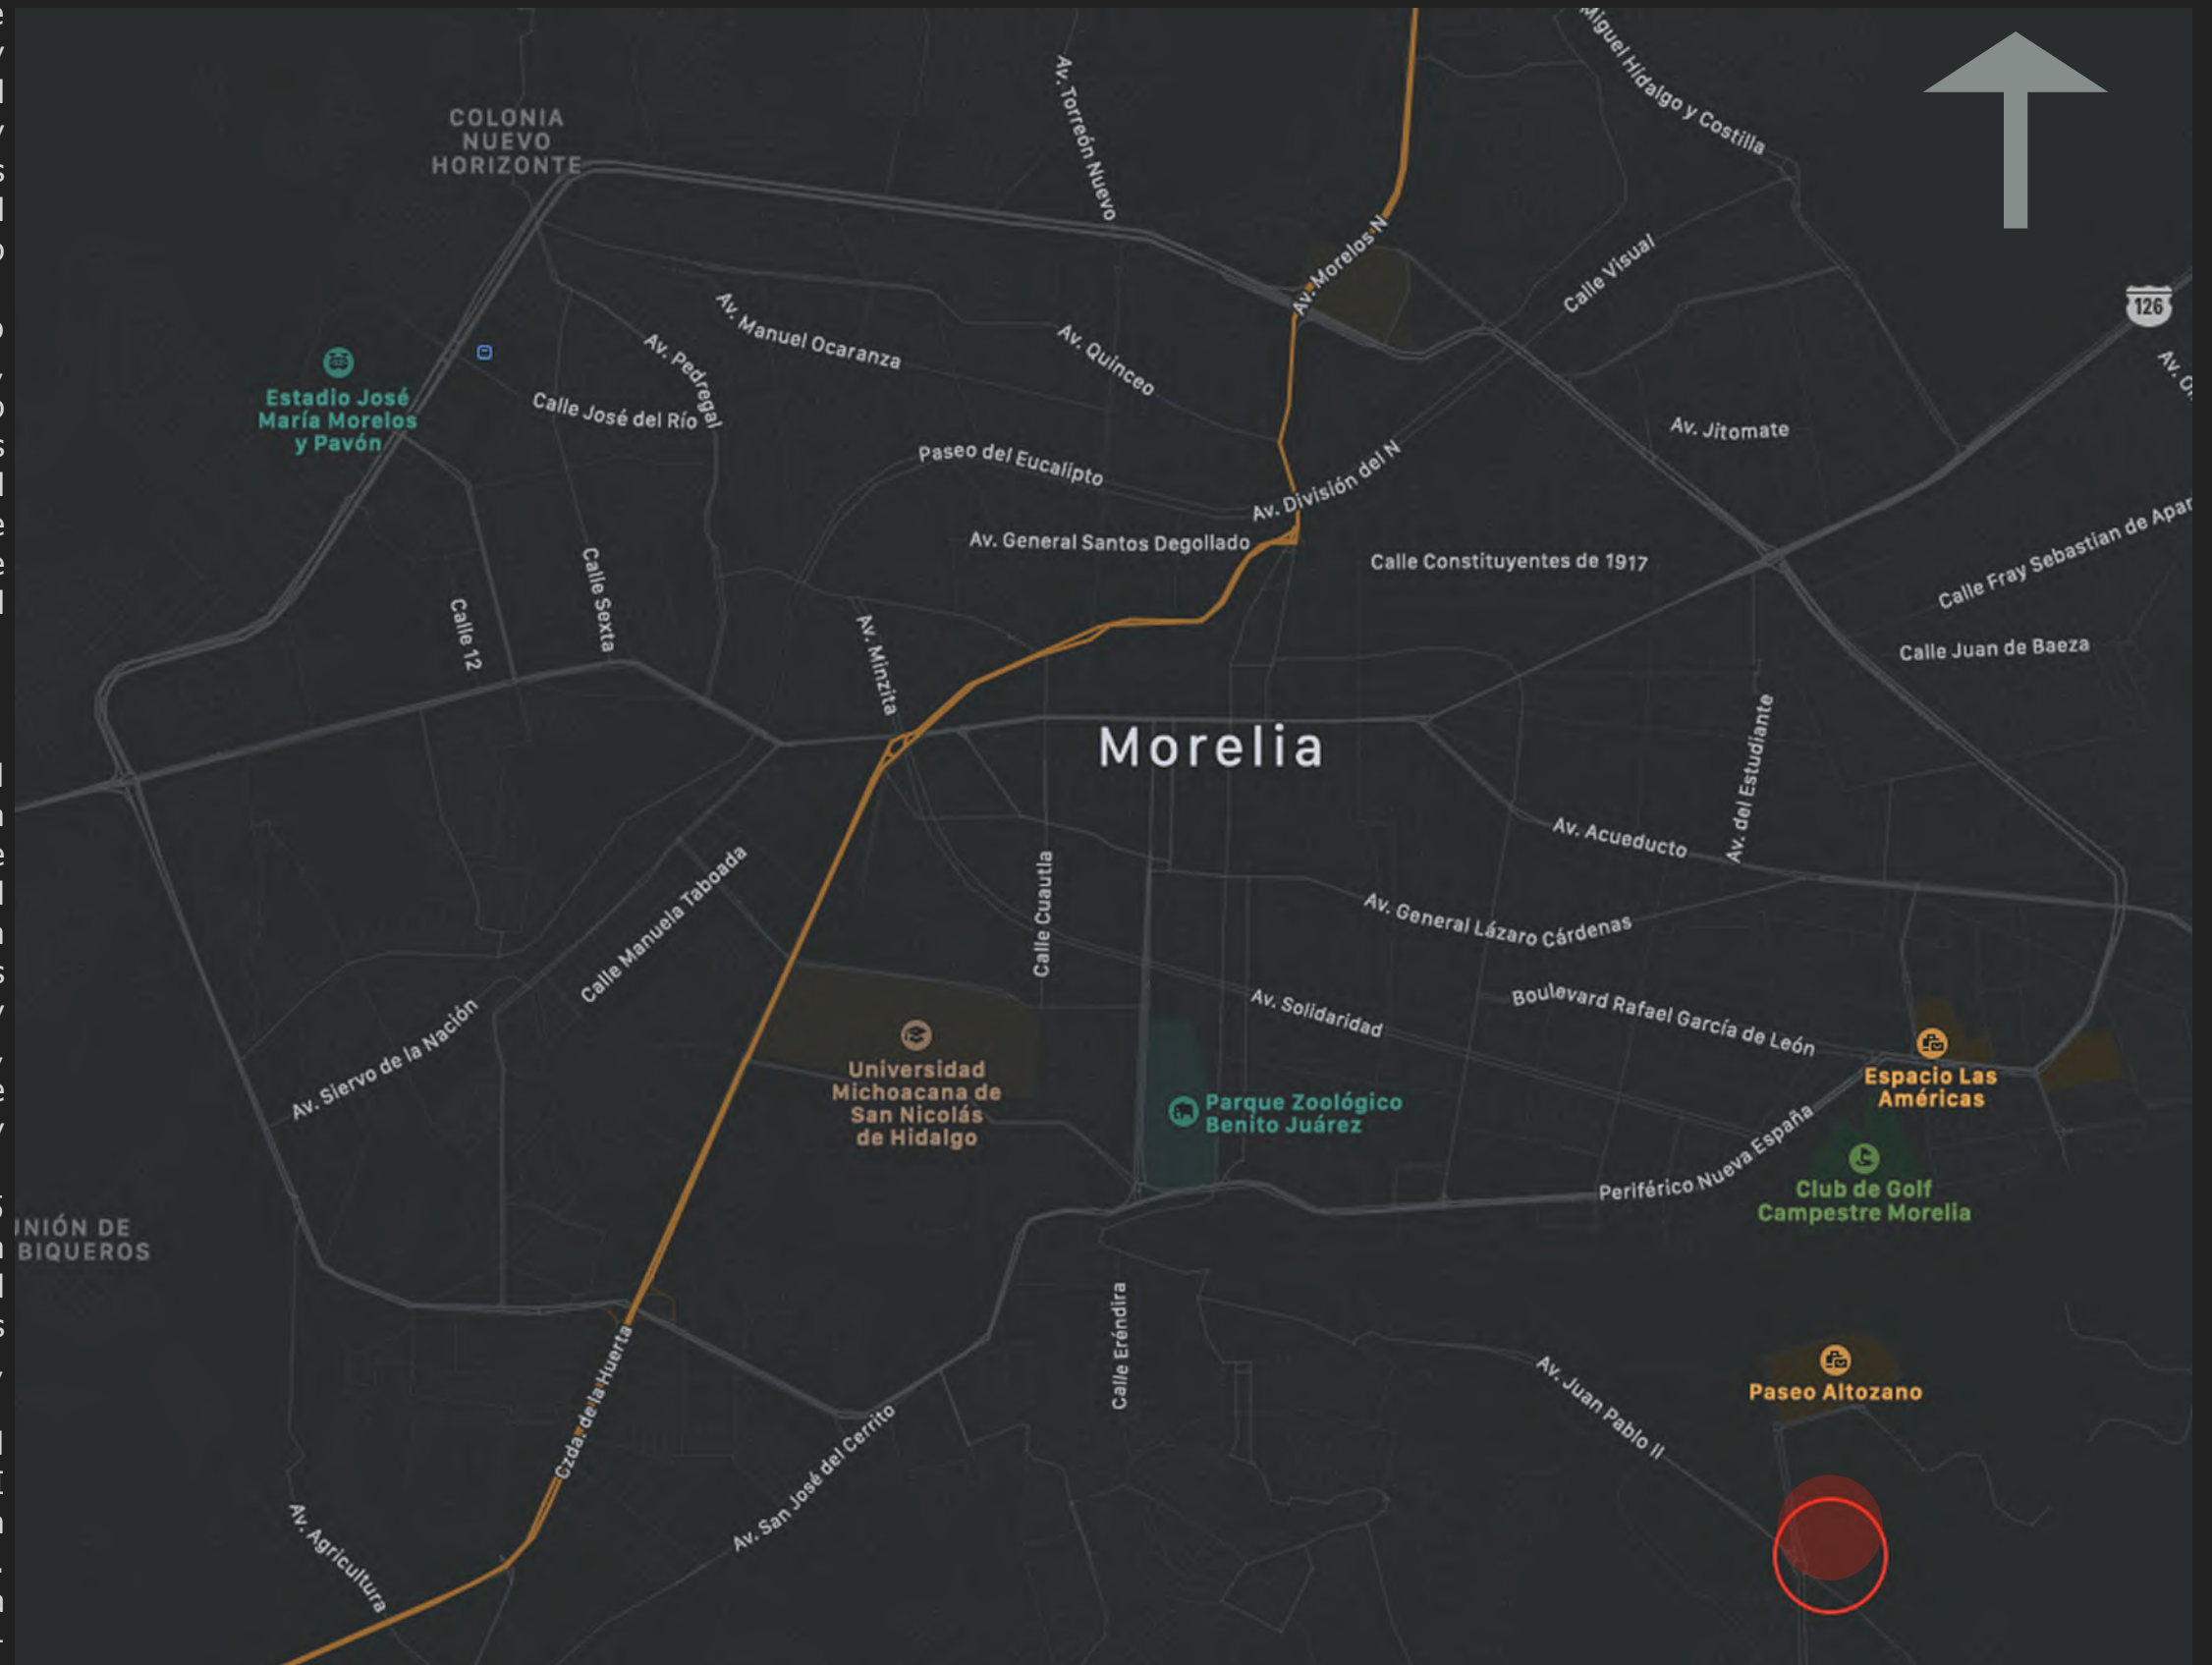 Miguel Hidalgo y Costilla
COLONIA
NUEVO
HORIZONTE
Av. Torreón Nuevo
Av. Morelos N
Calle Visual
126
Av. Manuel Ocaranza
Av. Pedregal
Av. Quinceo
Estadio José
María Morelos
y Pavón
Calle José del Río
Av. Jitomate
Paseo del Eucalipto
Av. División del N
Av. General Santos Degollado
Calle Constituyentes de 1917
Calle Fray Sebastian de Apar
Calle Sexta
Calle 12
Av. Minzita
Calle Juan de Baeza
Morelia
Av. del Estudiante
Av. Acueducto
Calle Manuela Taboada
Calle Cuautla
Av. General Lázaro Cárdenas
Av. Siervo de la Nación
Av. Solidaridad
Boulevard Rafael García de León
Universidad
Michoacana de
San Nicolás
de Hidalgo
Parque Zoológico
Benito Juárez
Espacio Las
Américas
Periférico Nueva España
Club de Golf
Campestre Morelia
UNIÓN DE
BIQUEROS
Calle Eréndira
Czda. de la Huerta
Av. Juan Pablo II
Paseo Altozano
Av. San José del Cerrito
Av. Agricultura